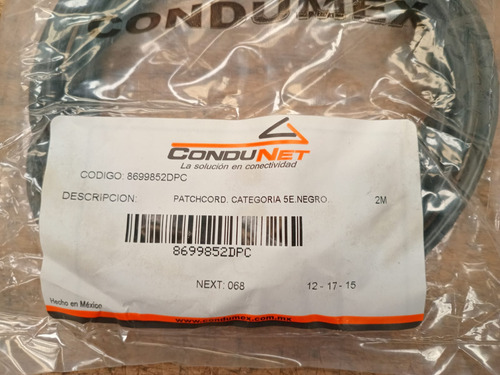 CONDUMEX
CONDUNET
La solución en conectividad
CODIGO: 8699852DPC
DESCRIPCION: PATCHCORD, CATEGORIA 5E.NEGRO.. 2M
8699852DPC
NEXT: 068 12 - 17 - 15
Hecho en México
www.condumex.com.mx